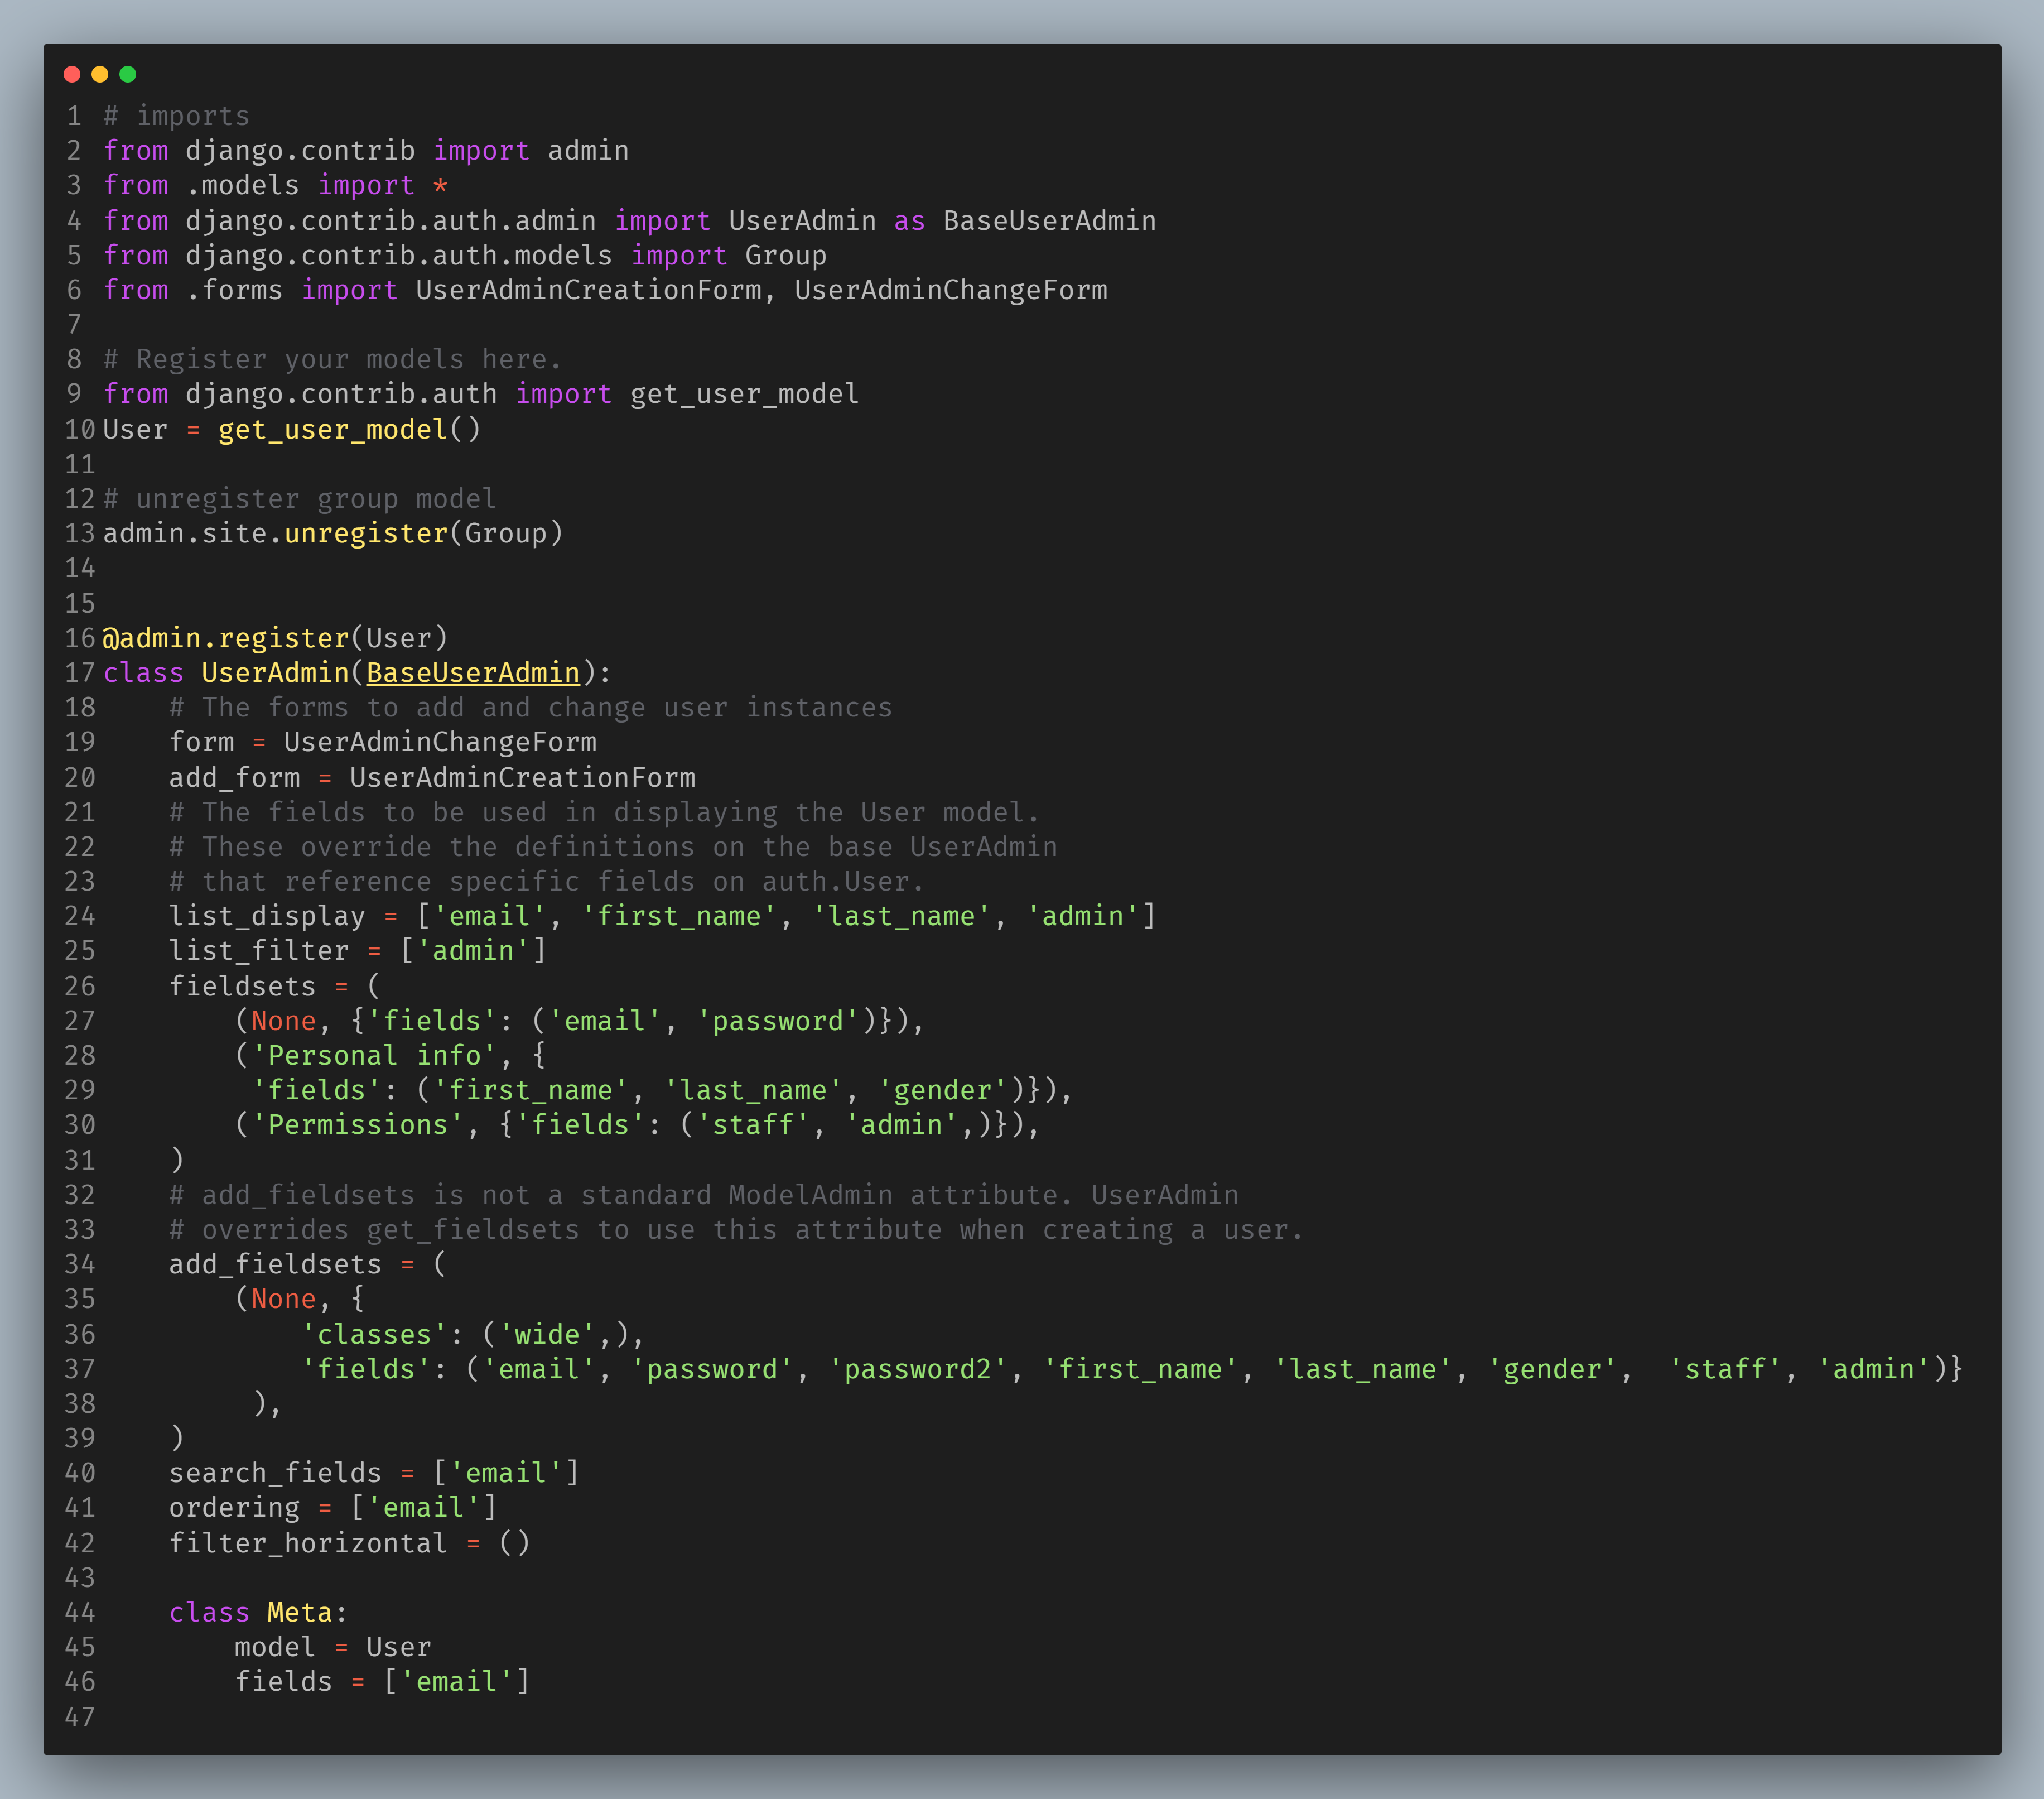 1 # imports
2 from django.contrib import admin
3 from .models import *
4 from django.contrib.auth.admin import UserAdmin as BaseUserAdmin
5 from django.contrib.auth.models import Group
6 from .forms import UserAdminCreationForm, UserAdminChangeForm
7
8 # Register your models here.
9 from django.contrib.auth import get_user_model
10 User = get_user_model()
11
12 # unregister group model
13 admin.site.unregister(Group)
14
15
16 @admin.register(User)
17 class UserAdmin(BaseUserAdmin):
18     # The forms to add and change user instances
19     form = UserAdminChangeForm
20     add_form = UserAdminCreationForm
21     # The fields to be used in displaying the User model.
22     # These override the definitions on the base UserAdmin
23     # that reference specific fields on auth.User.
24     list_display = ['email', 'first_name', 'last_name', 'admin']
25     list_filter = ['admin']
26     fieldsets = (
27         (None, {'fields': ('email', 'password')}),
28         ('Personal info', {
29          'fields': ('first_name', 'last_name', 'gender')}),
30         ('Permissions', {'fields': ('staff', 'admin',)}),
31     )
32     # add_fieldsets is not a standard ModelAdmin attribute. UserAdmin
33     # overrides get_fieldsets to use this attribute when creating a user.
34     add_fieldsets = (
35         (None, {
36             'classes': ('wide',),
37             'fields': ('email', 'password', 'password2', 'first_name', 'last_name', 'gender',  'staff', 'admin')}
38          ),
39     )
40     search_fields = ['email']
41     ordering = ['email']
42     filter_horizontal = ()
43
44     class Meta:
45         model = User
46         fields = ['email']
47